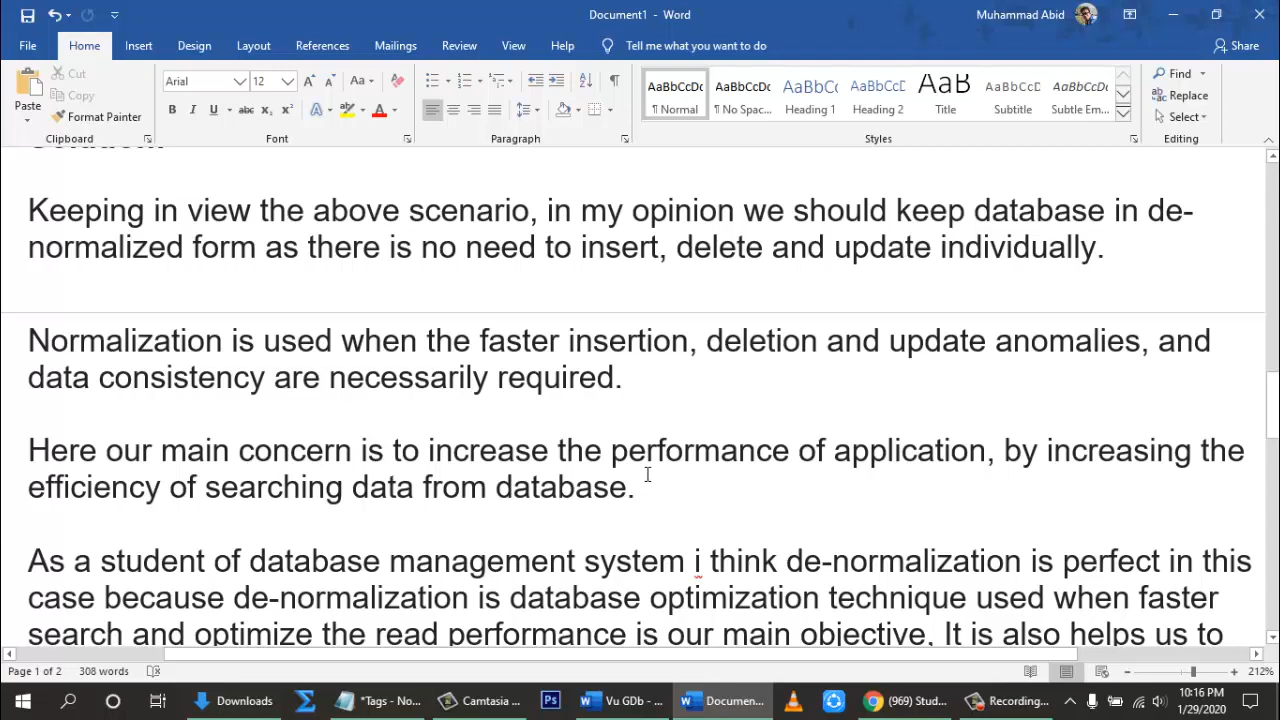 Document1 - Word
Muhammad Abid
File Home Insert Design Layout References Mailings Review View Help Tell me what you want to do Share
Paste
Cut
Copy
Format Painter
Clipboard
Arial 12
Font
Paragraph
AaBbCcDc AaBbCcDc AaBbCc AaBbCcD AaB AaBbCcD AaBbCcDc
¶ Normal ¶ No Spac... Heading 1 Heading 2 Title Subtitle Subtle Em...
Styles
Find
Replace
Select
Editing
Keeping in view the above scenario, in my opinion we should keep database in de-
normalized form as there is no need to insert, delete and update individually.
Normalization is used when the faster insertion, deletion and update anomalies, and
data consistency are necessarily required.
Here our main concern is to increase the performance of application, by increasing the
efficiency of searching data from database.
As a student of database management system i think de-normalization is perfect in this
case because de-normalization is database optimization technique used when faster
search and optimize the read performance is our main objective. It is also helps us to
Page 1 of 2 308 words
212%
Downloads
*Tags - No...
Camtasia ...
Ps
Vu GDb - ...
Documen...
(969) Stud...
Recording...
10:16 PM
1/29/2020